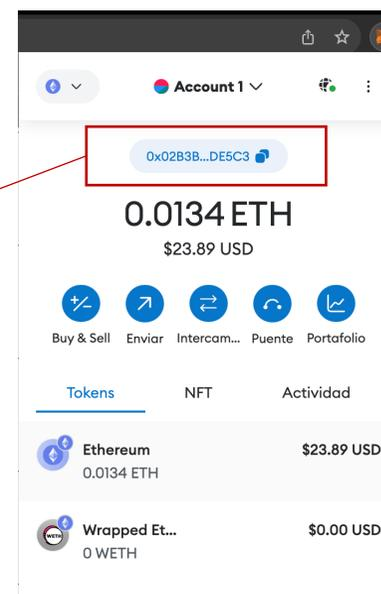 Account 1
0x02B3B...DE5C3
0.0134 ETH
$23.89 USD
Buy & Sell Enviar Intercam... Puente Portafolio
Tokens NFT Actividad
Ethereum $23.89 USD
0.0134 ETH
WETH
Wrapped Et... $0.00 USD
0 WETH